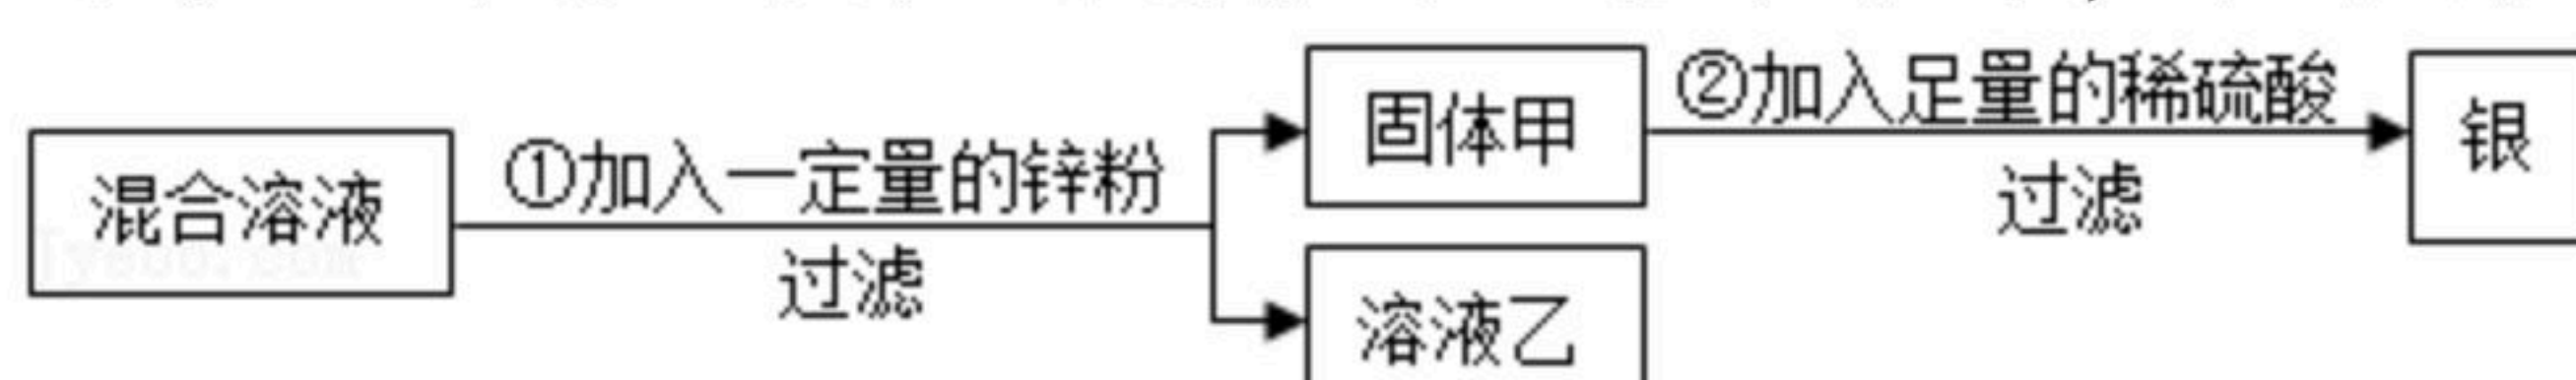 混合溶液
①加入一定量的锌粉
过滤
固体甲
溶液乙
②加入足量的稀硫酸
过滤
银